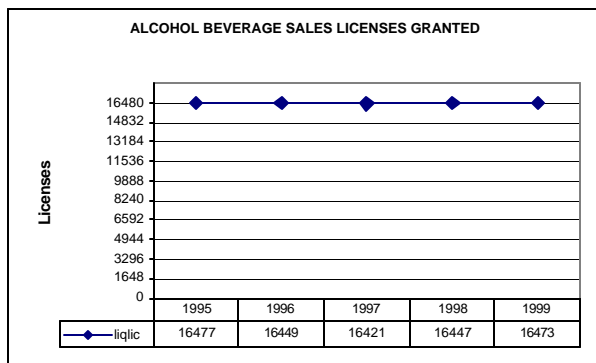 ALCOHOL BEVERAGE SALES LICENSES GRANTED
Licenses
16480
14832
13184
11536
9888
8240
6592
4944
3296
1648
0
1995 1996 1997 1998 1999
liqlic 16477 16449 16421 16447 16473